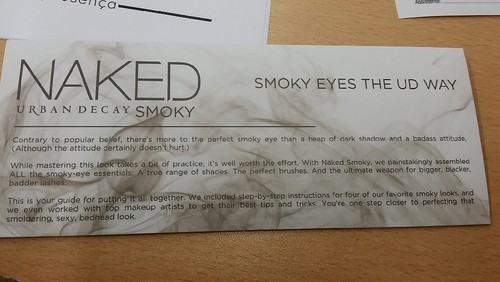 ença
NAKED
URBAN DECAY SMOKY
SMOKY EYES THE UD WAY
Contrary to popular belief, there's more to the perfect smoky eye than a heap of dark shadow and a badass attitude.
(Although the attitude certainly doesn't hurt.)
While mastering this look takes a bit of practice, it's well worth the effort. With Naked Smoky, we painstakingly assembled
ALL the smoky-eye essentials: A true range of shades. The perfect brushes. And the ultimate weapon for bigger, blacker,
badder lashes.
This is your guide for putting it all together. We included step-by-step instructions for four of our favorite smoky looks, and
we even worked with top makeup artists to get their best tips and tricks. You're one step closer to perfecting that
smoldering, sexy, bedhead look.